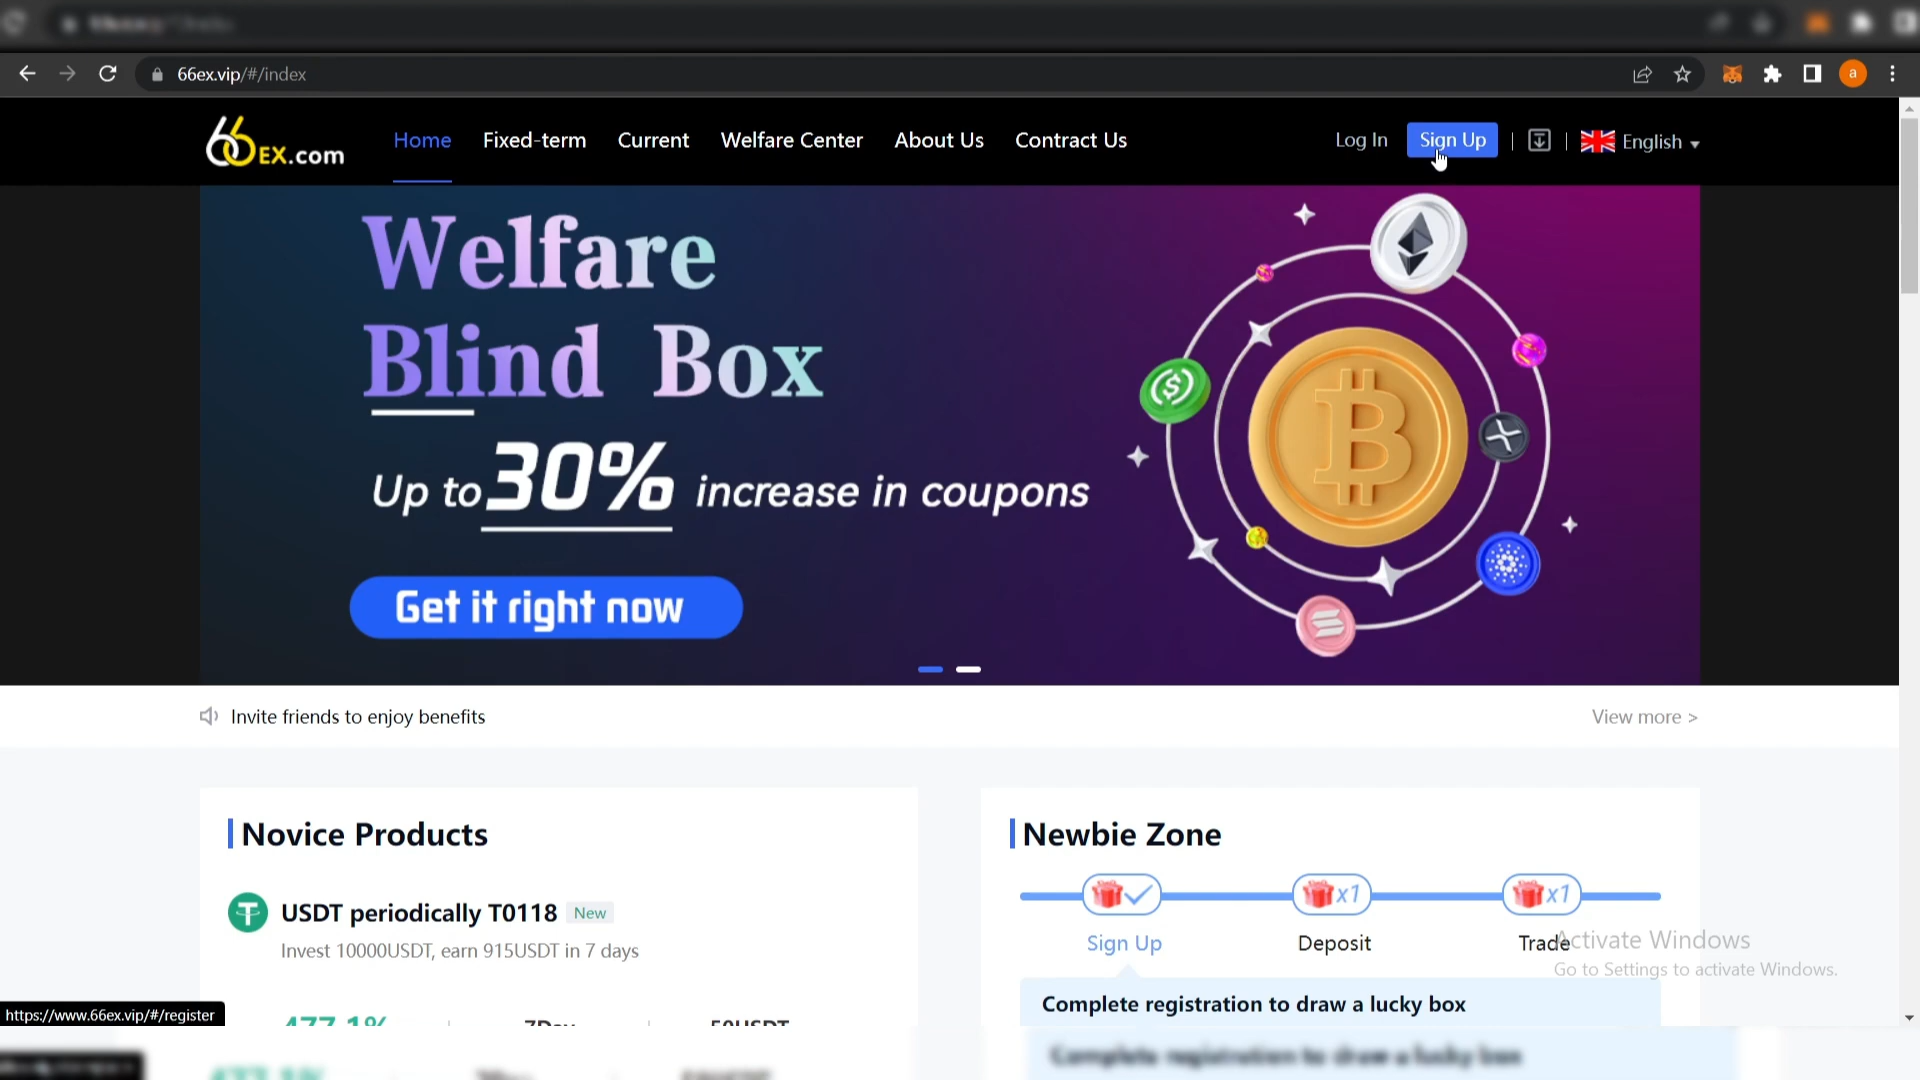 66ex.vip/#/index
a
66EX.com
Home
Fixed-term
Current
Welfare Center
About Us
Contract Us
Log In
Sign Up
English
Welfare
Blind Box
Up to 30% increase in coupons
Get it right now
Invite friends to enjoy benefits
View more >
Novice Products
USDT periodically T0118 New
Invest 10000USDT, earn 915USDT in 7 days
Newbie Zone
x1
x1
Sign Up
Deposit
Trade
Activate Windows
Go to Settings to activate Windows.
Complete registration to draw a lucky box
https://www.66ex.vip/#/register
477.1%
7Day
50USDT